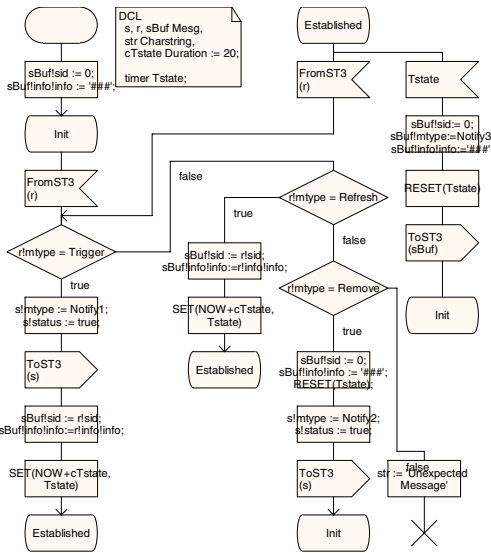 DCL
s, r, sBuf Mesg,
str Charstring,
cTstate Duration := 20;
timer Tstate;
sBuf!sid := 0;
sBuf!info!info := '###';
Init
FromST3
(r)
r!mtype = Trigger
false
true
s!mtype := Notify1;
s!status := true;
ToST3
(s)
sBuf!sid := r!sid;
sBuf!info!info:=r!info!info;
SET(NOW+cTstate,
Tstate)
Established
Established
FromST3
(r)
r!mtype = Refresh
true
false
sBuf!sid := r!sid;
sBuf!info!info:=r!info!info;
SET(NOW+cTstate,
Tstate)
Established
r!mtype = Remove
true
sBuf!sid := 0;
sBuf!info!info := '###';
RESET(Tstate);
s!mtype := Notify2;
s!status := true;
ToST3
(s)
Init
false
str := 'Unexpected
Message'
Tstate
sBuf!sid:= 0;
sBuf!mtype:=Notify3
sBuf!info!info:='###'
RESET(Tstate)
ToST3
(sBuf)
Init